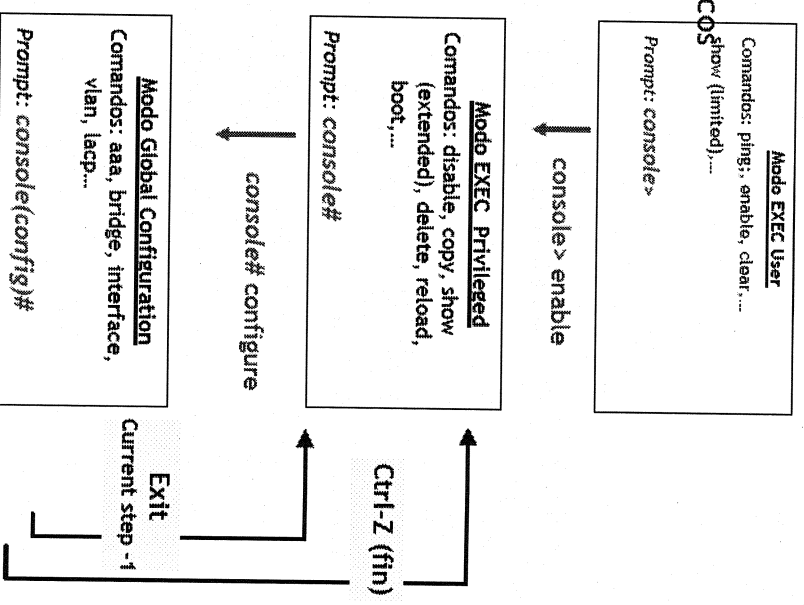 cos
Modo EXEC User
Comandos: ping;, enable, clear,...
show (limited),...
Prompt: console>
console> enable
Modo EXEC Privileged
Comandos: disable, copy, show
(extended), delete, reload,
boot,...
Prompt: console#
Ctrl-Z (fin)
console# configure
Exit
Current step -1
Modo Global Configuration
Comandos: aaa, bridge, interface,
vlan, lacp...
Prompt: console(config)#